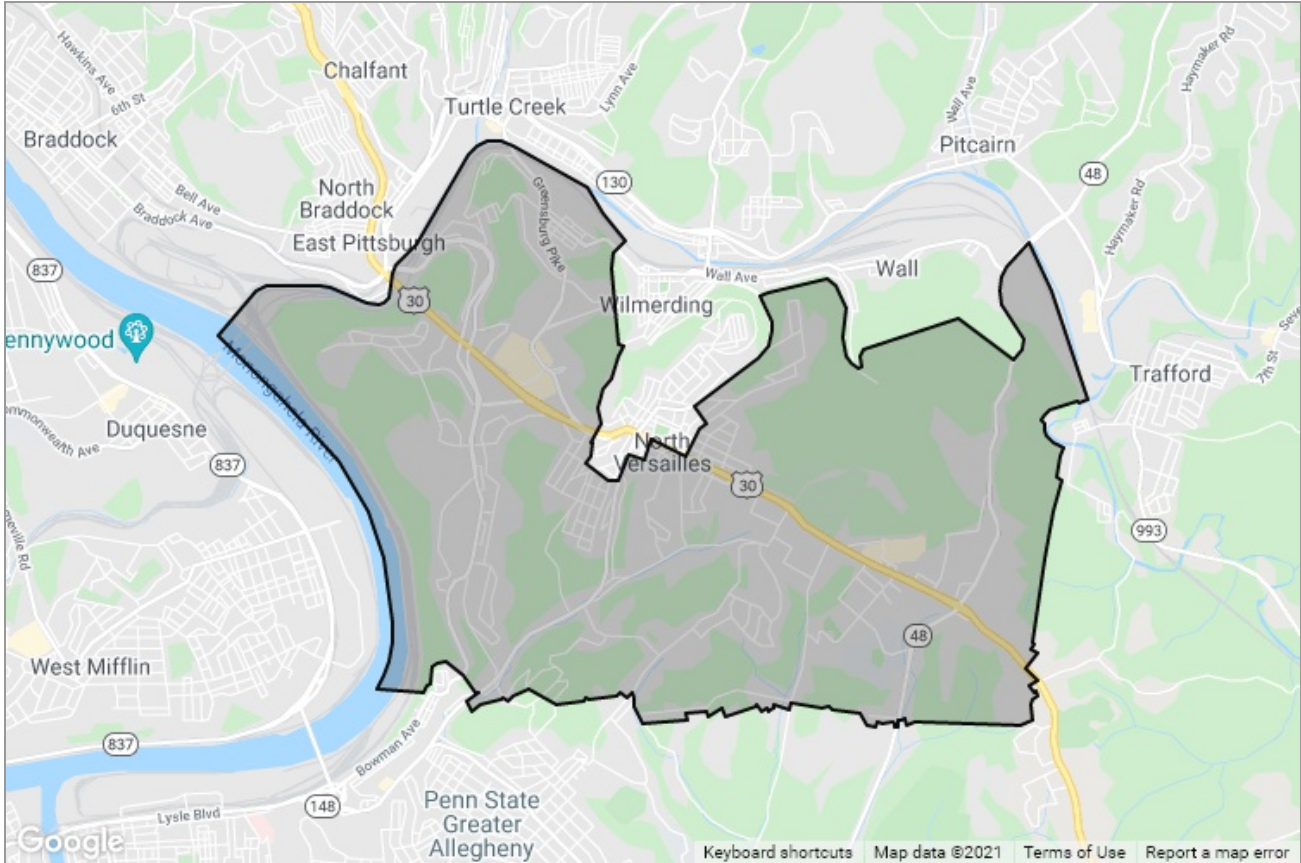 Hawkins Ave
6th St
Chalfant
Lynn Ave
Wall Ave
Haymaker Rd
Turtle Creek
Braddock
Pitcairn
130
48
North
Braddock
Bell Ave
Braddock Ave
Greensburg Pike
Haymaker Rd
East Pittsburgh
837
30
Wall Ave
Wall
Wilmerding
ennywood
Monongahela River
7th St
Trafford
Duquesne
ommonwealth Ave
837
North
Versailles
30
993
48
West Mifflin
837
Bowman Ave
148
Lysle Blvd
Penn State
Greater
Allegheny
Google
Keyboard shortcuts
Map data ©2021
Terms of Use
Report a map error